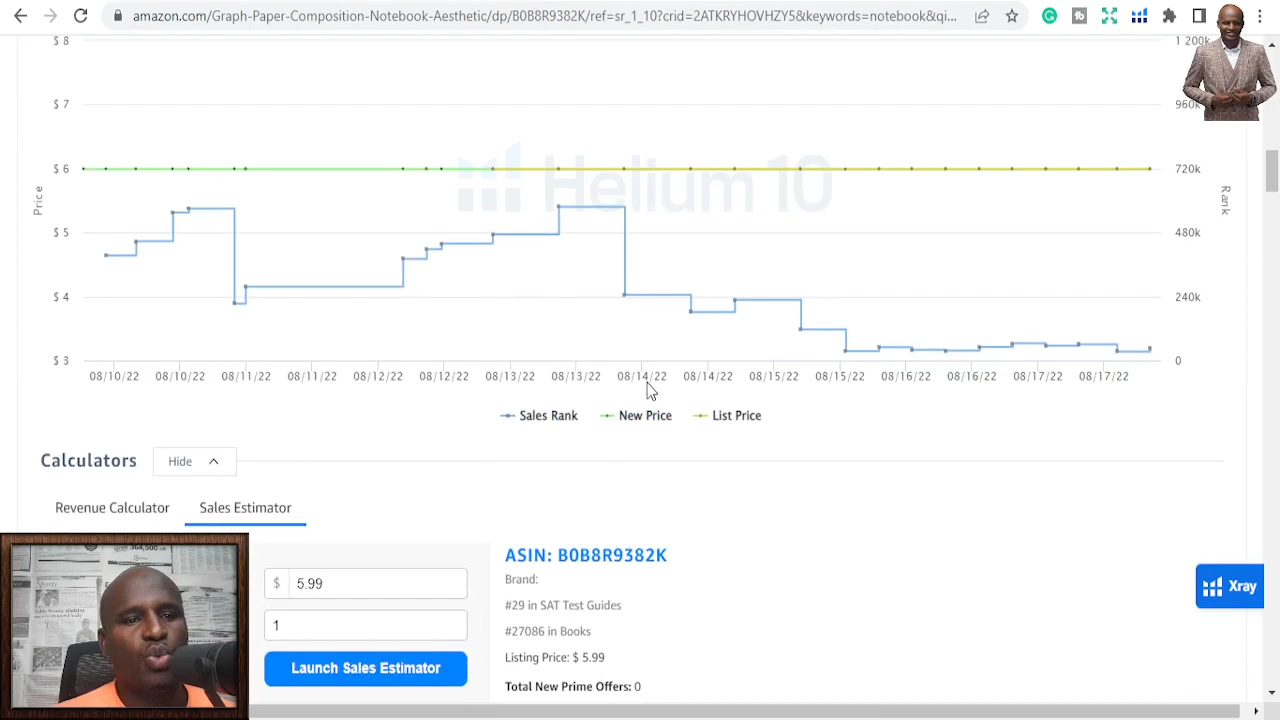 amazon.com/Graph-Paper-Composition-Notebook-Aesthetic/dp/B0B8R9382K/ref=sr_1_10?crid=2ATKRYHDVHZY5&keywords=notebook&qi...
$ 8
1 200k
$ 7
960k
Helium 10
$ 6
720k
Price
Rank
$ 5
480k
$ 4
240k
$ 3
0
08/10/22 08/10/22 08/11/22 08/11/22 08/12/22 08/12/22 08/13/22 08/13/22 08/14/22 08/14/22 08/15/22 08/15/22 08/16/22 08/16/22 08/17/22 08/17/22
Sales Rank New Price List Price
Calculators Hide
Revenue Calculator Sales Estimator
ASIN: B0B8R9382K
$ 5.99
Brand:
#29 in SAT Test Guides
1
#27086 in Books
Listing Price: $ 5.99
Launch Sales Estimator
Total New Prime Offers: 0
Xray